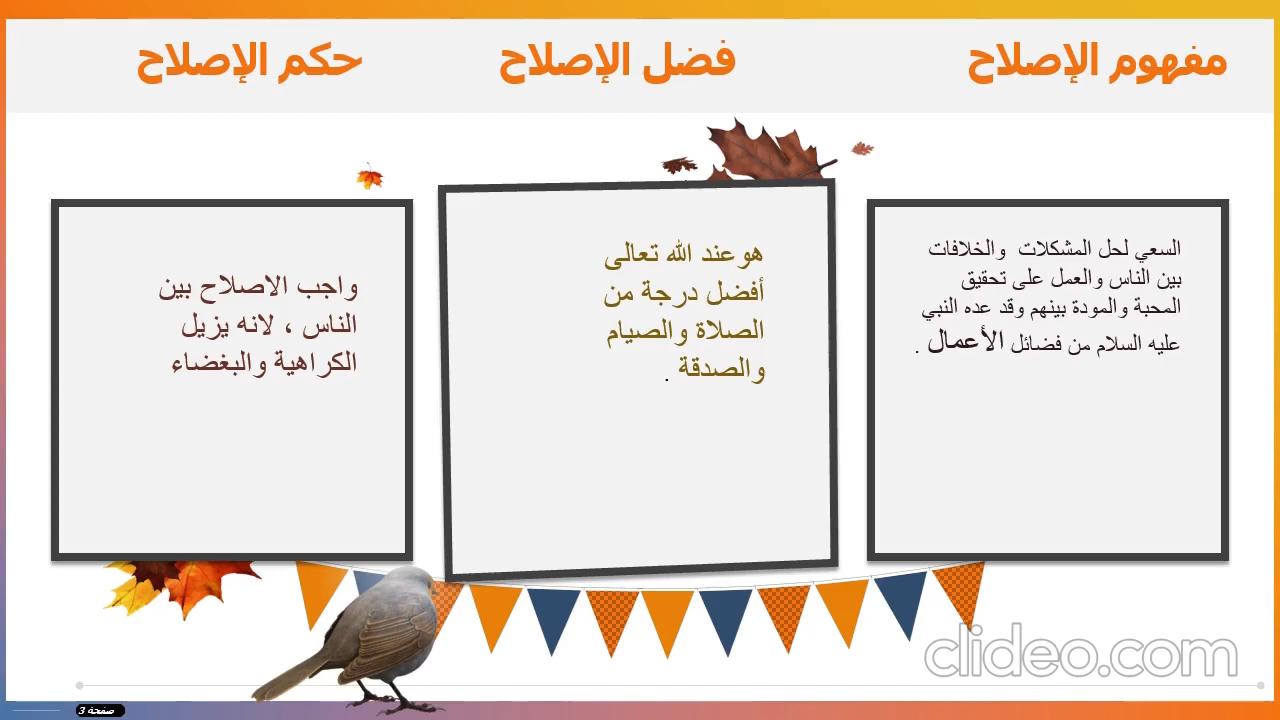 مفهوم الإصلاح
فضل الإصلاح
حكم الإصلاح
السعي لحل المشكلات والخلافات
بين الناس والعمل على تحقيق
المحبة والمودة بينهم وقد عده النبي
عليه السلام من فضائل الأعمال .
هوعند الله تعالى
أفضل درجة من
الصلاة والصيام
والصدقة .
واجب الاصلاح بين
الناس ، لانه يزيل
الكراهية والبغضاء
clideo.com
صفحة 3